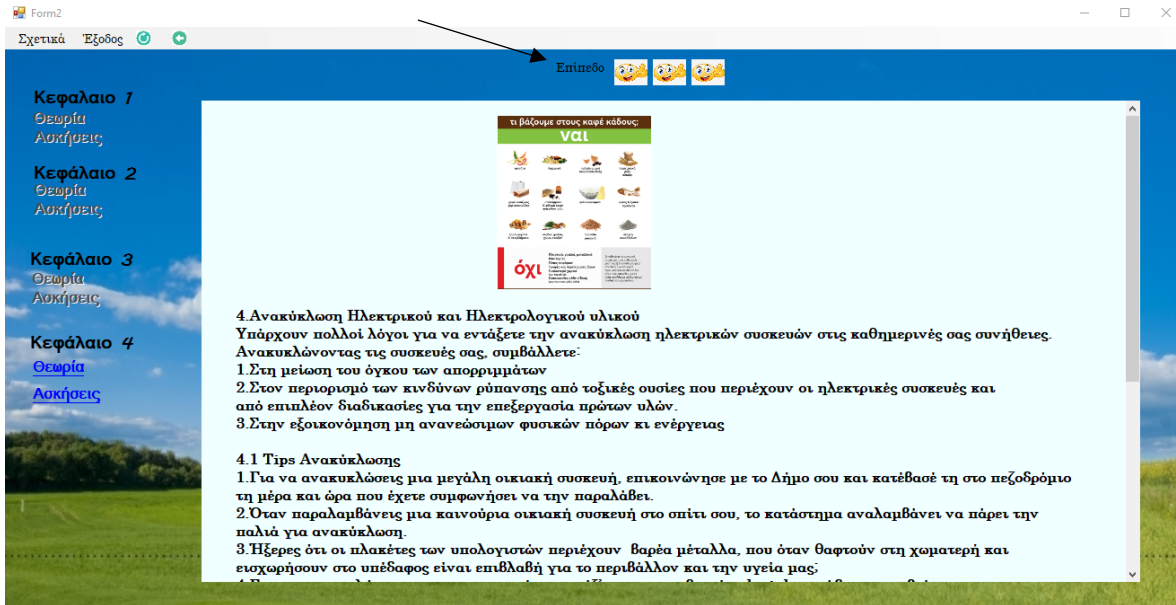 Form2
Σχετικά Έξοδος
Επίπεδο
Κεφαλαιο 1
Θεωρία
Ασκήσεις
Κεφάλαιο 2
Θεωρία
Ασκήσεις
Κεφάλαιο 3
Θεωρία
Ασκήσεις
Κεφάλαιο 4
Θεωρία
Ασκήσεις
τι βάζουμε στους καφέ κάδους;
ναι
όχι
4.Ανακύκλωση Ηλεκτρικού και Ηλεκτρολογικού υλικού
Υπάρχουν πολλοί λόγοι για να εντάξετε την ανακύκλωση ηλεκτρικών συσκευών στις καθημερινές σας συνήθειες.
Ανακυκλώνοντας τις συσκευές σας, συμβάλλετε:
1.Στη μείωση του όγκου των απορριμμάτων
2.Στον περιορισμό των κινδύνων ρύπανσης από τοξικές ουσίες που περιέχουν οι ηλεκτρικές συσκευές και
από επιπλέον διαδικασίες για την επεξεργασία πρώτων υλών.
3.Στην εξοικονόμηση μη ανανεώσιμων φυσικών πόρων κι ενέργειας
4.1 Tips Ανακύκλωσης
1.Για να ανακυκλώσεις μια μεγάλη οικιακή συσκευή, επικοινώνησε με το Δήμο σου και κατέβασέ τη στο πεζοδρόμιο
τη μέρα και ώρα που έχετε συμφωνήσει να την παραλάβει.
2.Όταν παραλαμβάνεις μια καινούρια οικιακή συσκευή στο σπίτι σου, το κατάστημα αναλαμβάνει να πάρει την
παλιά για ανακύκλωση.
3.Ήξερες ότι οι πλακέτες των υπολογιστών περιέχουν βαρέα μέταλλα, που όταν θαφτούν στη χωματερή και
εισχωρήσουν στο υπέδαφος είναι επιβλαβή για το περιβάλλον και την υγεία μας;